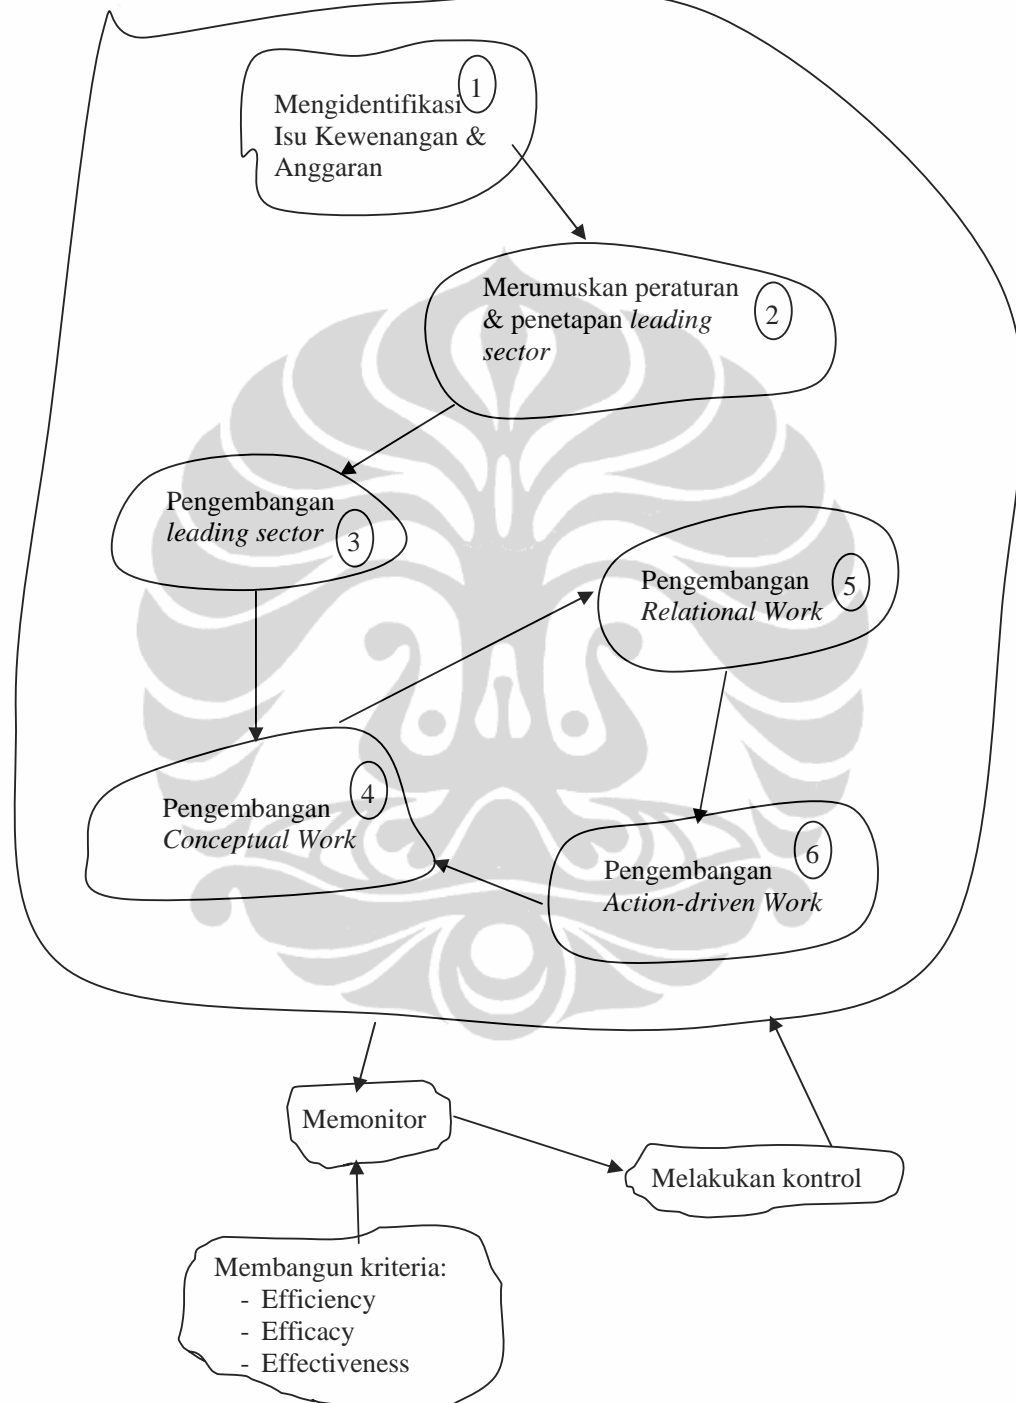 1
Mengidentifikasi
Isu Kewenangan &
Anggaran
Merumuskan peraturan
& penetapan leading
sector
2
Pengembangan
leading sector
3
Pengembangan
Relational Work
5
Pengembangan
Conceptual Work
4
Pengembangan
Action-driven Work
6
Memonitor
Melakukan kontrol
Membangun kriteria:
- Efficiency
- Efficacy
- Effectiveness